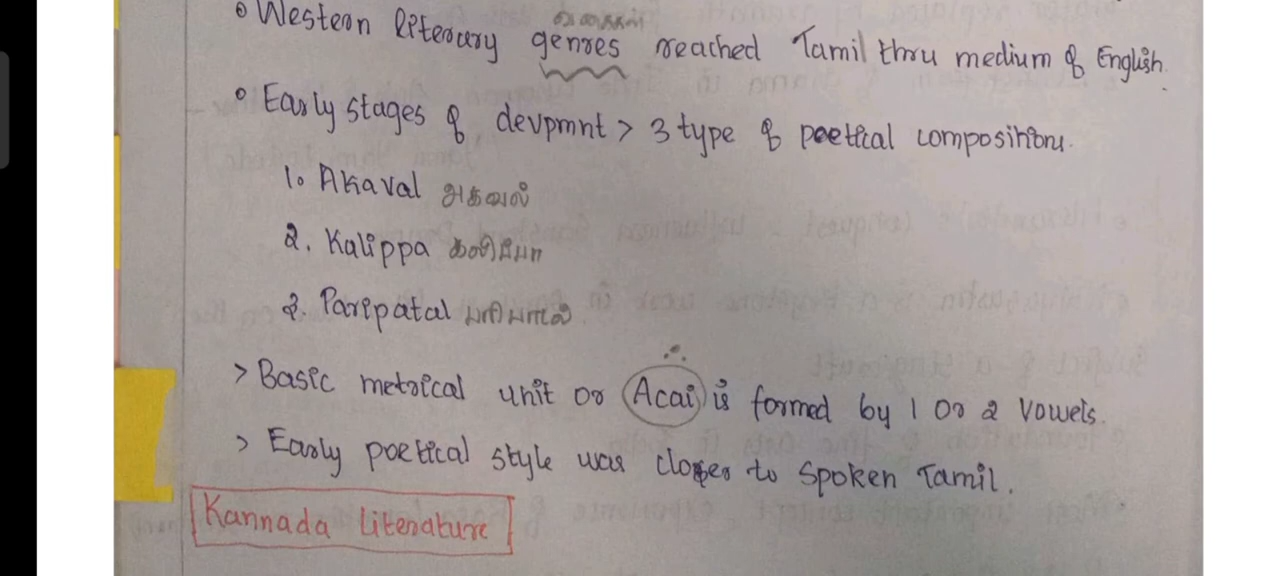 வகைகள்
• Western literary genres reached Tamil thru medium of English.
• Early stages of devpmnt > 3 type of poetical compositions.
1. Akaval அகவல்
2. Kalippa கலிப்பா
3. Paripatal பரிபாடல்
> Basic metrical unit or Acai is formed by 1 or 2 vowels.
> Early poetical style was closer to spoken Tamil.
Kannada Literature